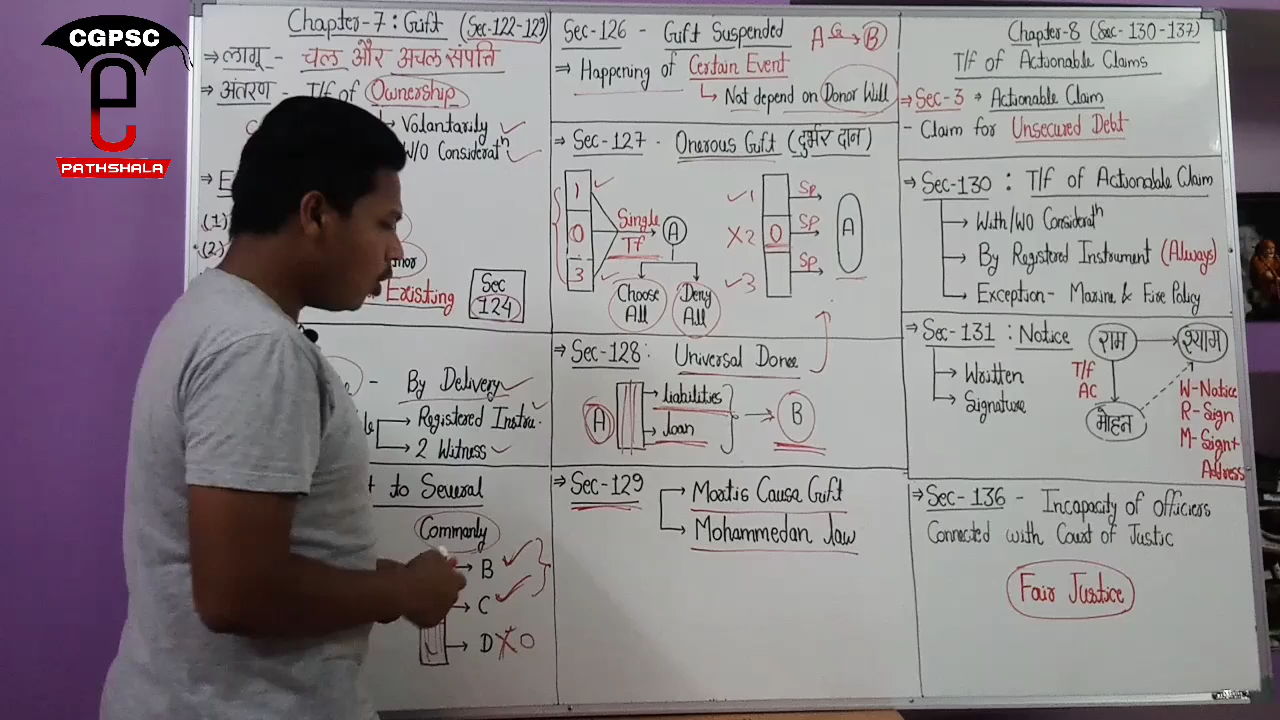 CGPSC
PATHSHALA
Chapter-7 : Gift (Sec-122-129)
⇒ लागू - चल और अचल संपत्ति
⇒ अंतरण - T/f of Ownership
Volantarily
W/O Consideratⁿ
(1)
(2)
Existing
Sec
124
- By Delivery
Registered Instru.
2 Witness
to Several
Commonly
B
C
D X O
Sec-126 - Gift Suspended A G B
⇒ Happening of Certain Event
Not depend on Donor Will
⇒ Sec-127 - Onerous Gift (दुर्भर दान)
1
0
3
Single
T/f
A
Choose All
Deny All
1
X 2 0
3
Sp
Sp
Sp
A
⇒ Sec-128: Universal Donee
A
liabilities
loan
B
⇒ Sec-129
Mortis Causa Gift
Mohammedan law
Chapter-8 (Sec-130-137)
T/f of Actionable Claims
⇒ Sec-3 → Actionable Claim
- Claim for Unsecured Debt
⇒ Sec-130 : T/f of Actionable Claim
With/WO Consideratⁿ
By Registered Instrument (Always)
Exception- Marine & Fire Policy
⇒ Sec-131 : Notice
Written
Signature
राम
श्याम
T/f
AC
मोहन
W-Notice
R-Sign
M-Sign+
Address
⇒ Sec-136 - Incapacity of officers
Connected with Court of Justic
Fair Justice